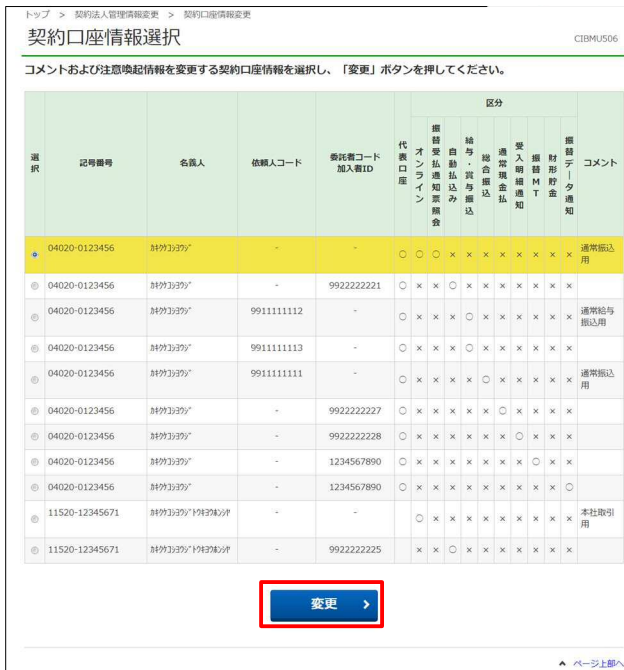 トップ > 契約法人管理情報変更 > 契約口座情報変更
契約口座情報選択
CIBMU506
コメントおよび注意喚起情報を変更する契約口座情報を選択し、「変更」ボタンを押してください。
選択 記号番号 名義人 依頼人コード 委託者コード 加入者ID 代表口座 区分 コメント
オンライン 振替受払通知票照会 自動払込み 給与・賞与振込 総合振込 通常現金払 受入明細通知 振替MT 財形貯金 振替データ通知
04020-0123456 ｶｷｸｹｺｼﾖｳｼﾞ - - ○ ○ ○ × × × × × × × × 通常振込用
04020-0123456 ｶｷｸｹｺｼﾖｳｼﾞ - 9922222221 ○ × × ○ × × × × × × ×
04020-0123456 ｶｷｸｹｺｼﾖｳｼﾞ 9911111112 - ○ × × × ○ × × × × × × 通常給与振込用
04020-0123456 ｶｷｸｹｺｼﾖｳｼﾞ 9911111113 - ○ × × × ○ × × × × × ×
04020-0123456 ｶｷｸｹｺｼﾖｳｼﾞ 9911111111 - ○ × × × × ○ × × × × × 通常振込用
04020-0123456 ｶｷｸｹｺｼﾖｳｼﾞ - 9922222227 ○ × × × × × ○ × × × ×
04020-0123456 ｶｷｸｹｺｼﾖｳｼﾞ - 9922222228 ○ × × × × × × ○ × × ×
04020-0123456 ｶｷｸｹｺｼﾖｳｼﾞ - 1234567890 ○ × × × × × × × ○ × ×
04020-0123456 ｶｷｸｹｺｼﾖｳｼﾞ - 1234567890 ○ × × × × × × × × × ○
11520-12345671 ｶｷｸｹｺｼﾖｳｼﾞﾄｳｷﾖｳﾎﾝｼﾔ - - ○ × × × × × × × × × 本社取引用
11520-12345671 ｶｷｸｹｺｼﾖｳｼﾞﾄｳｷﾖｳﾎﾝｼﾔ - 9922222225 × × ○ × × × × × × ×
変更
ページ上部へ